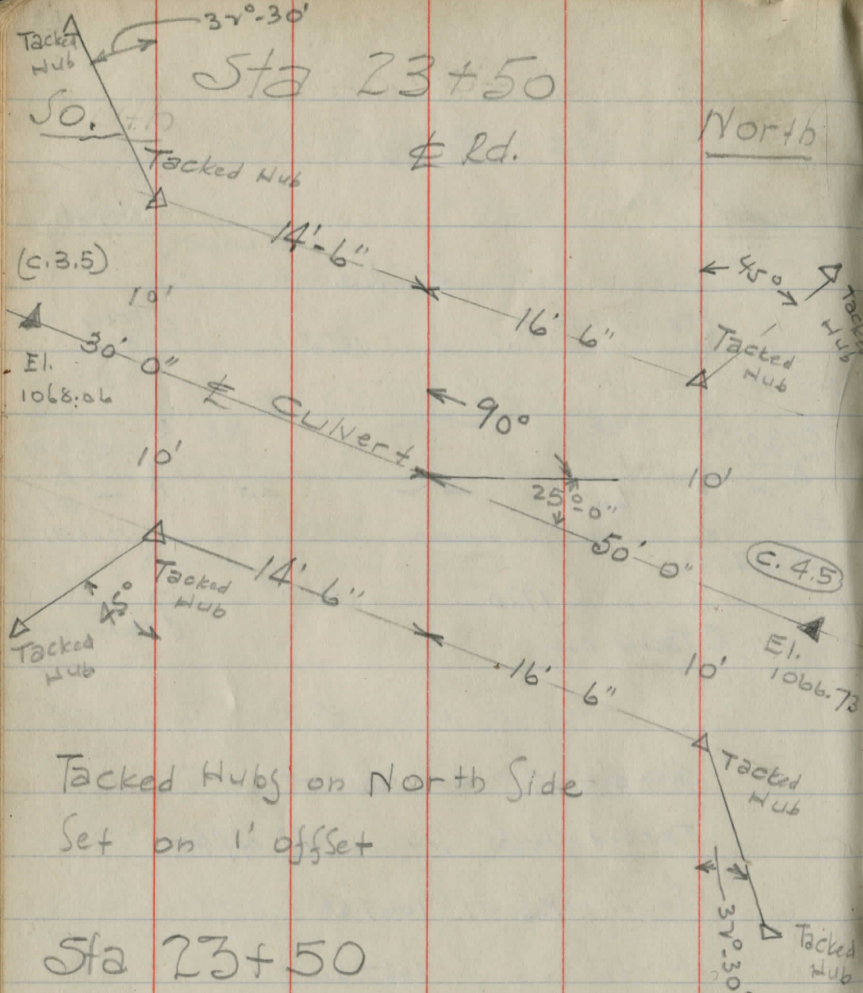 32°-30'
Tacked
Hub
Sta 23+50
So.
North
℄ Rd.
Tacked Hub
14'-6"
(C.3.5)
10'
45°
Tacked
Hub
16' 6"
Tacked
Hub
30' 0"
El.
1068.06
℄ Culvert
90°
10'
10'
25°-0"
50' 0"
C. 4.5
14' 6"
Tacked
Hub
45°
Tacked
Hub
El.
1066.73
10'
16' 6"
Tacked Hubs on North Side
Set on 1' offset
Tacked
Hub
32°-30'
Sta 23+50
Tacked
Hub